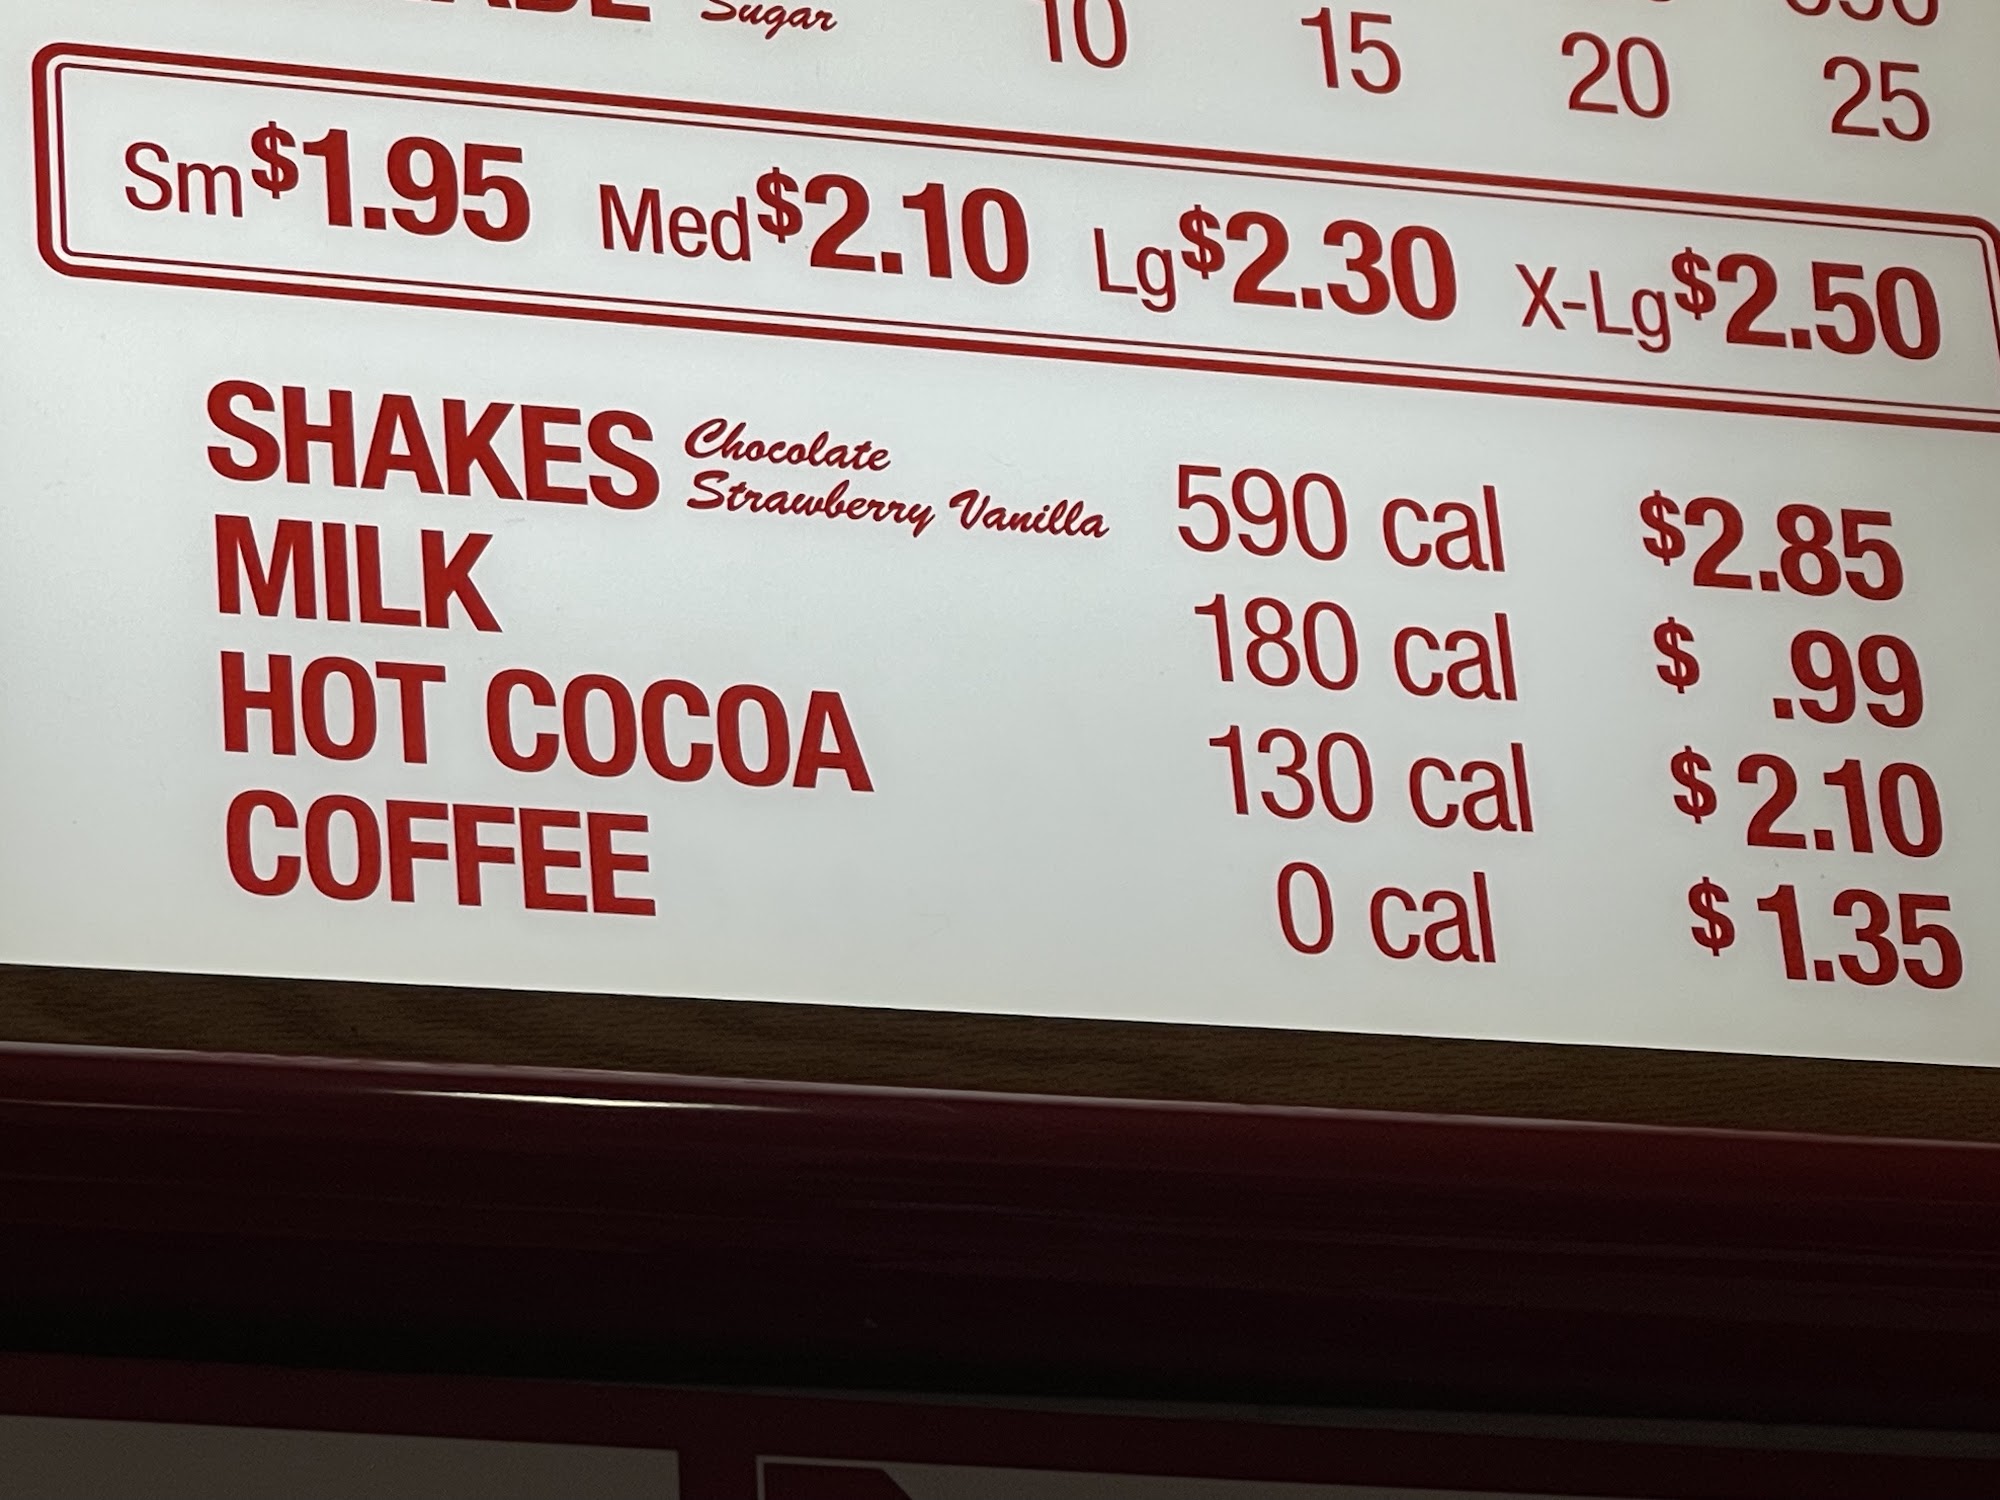 Sugar 10 15 20 25
Sm $1.95 Med $2.10 Lg $2.30 X-Lg $2.50
SHAKES Chocolate Strawberry Vanilla 590 cal $2.85
MILK 180 cal $ .99
HOT COCOA 130 cal $2.10
COFFEE 0 cal $1.35